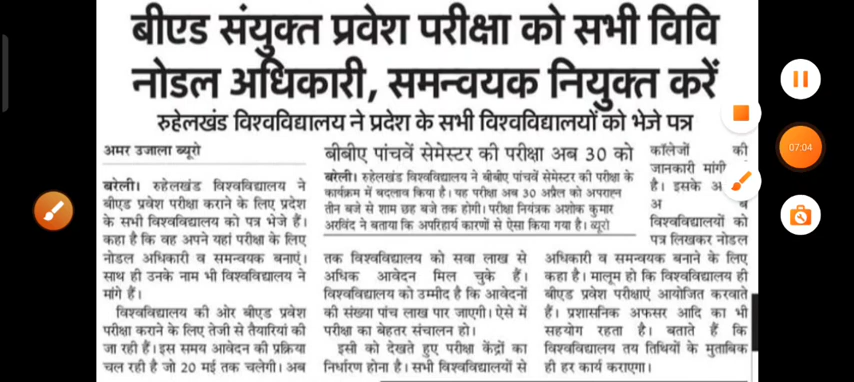 बीएड संयुक्त प्रवेश परीक्षा को सभी विवि
नोडल अधिकारी, समन्वयक नियुक्त करें
रुहेलखंड विश्वविद्यालय ने प्रदेश के सभी विश्वविद्यालयों को भेजे पत्र
अमर उजाला ब्यूरो
बरेली। रुहेलखंड विश्वविद्यालय ने
बीएड प्रवेश परीक्षा कराने के लिए प्रदेश
के सभी विश्वविद्यालय को पत्र भेजे हैं।
कहा है कि वह अपने यहां परीक्षा के लिए
नोडल अधिकारी व समन्वयक बनाएं।
साथ ही उनके नाम भी विश्वविद्यालय ने
मांगे हैं।
विश्वविद्यालय की ओर बीएड प्रवेश
परीक्षा कराने के लिए तेजी से तैयारियां की
जा रही हैं। इस समय आवेदन की प्रक्रिया
चल रही है जो 20 मई तक चलेगी। अब
बीबीए पांचवें सेमेस्टर की परीक्षा अब 30 को
बरेली। रुहेलखंड विश्वविद्यालय ने बीबीए पांचवें सेमेस्टर की परीक्षा के
कार्यक्रम में बदलाव किया है। यह परीक्षा अब 30 अप्रैल को अपराह्न
तीन बजे से शाम छह बजे तक होगी। परीक्षा नियंत्रक अशोक कुमार
अरविंद ने बताया कि अपरिहार्य कारणों से ऐसा किया गया है। ब्यूरो
तक विश्वविद्यालय को सवा लाख से
अधिक आवेदन मिल चुके हैं।
विश्वविद्यालय को उम्मीद है कि आवेदनों
की संख्या पांच लाख पार जाएगी। ऐसे में
परीक्षा का बेहतर संचालन हो।
इसी को देखते हुए परीक्षा केंद्रों का
निर्धारण होना है। सभी विश्वविद्यालयों से
कॉलेजों की
जानकारी मांगी
है। इसके
विश्वविद्यालयों को
पत्र लिखकर नोडल
अधिकारी व समन्वयक बनाने के लिए
कहा है। मालूम हो कि विश्वविद्यालय ही
बीएड प्रवेश परीक्षाएं आयोजित करवाते
हैं। प्रशासनिक अफसर आदि का भी
सहयोग रहता है। बताते हैं कि
विश्वविद्यालय तय तिथियों के मुताबिक
ही हर कार्य कराएगा।
07:04